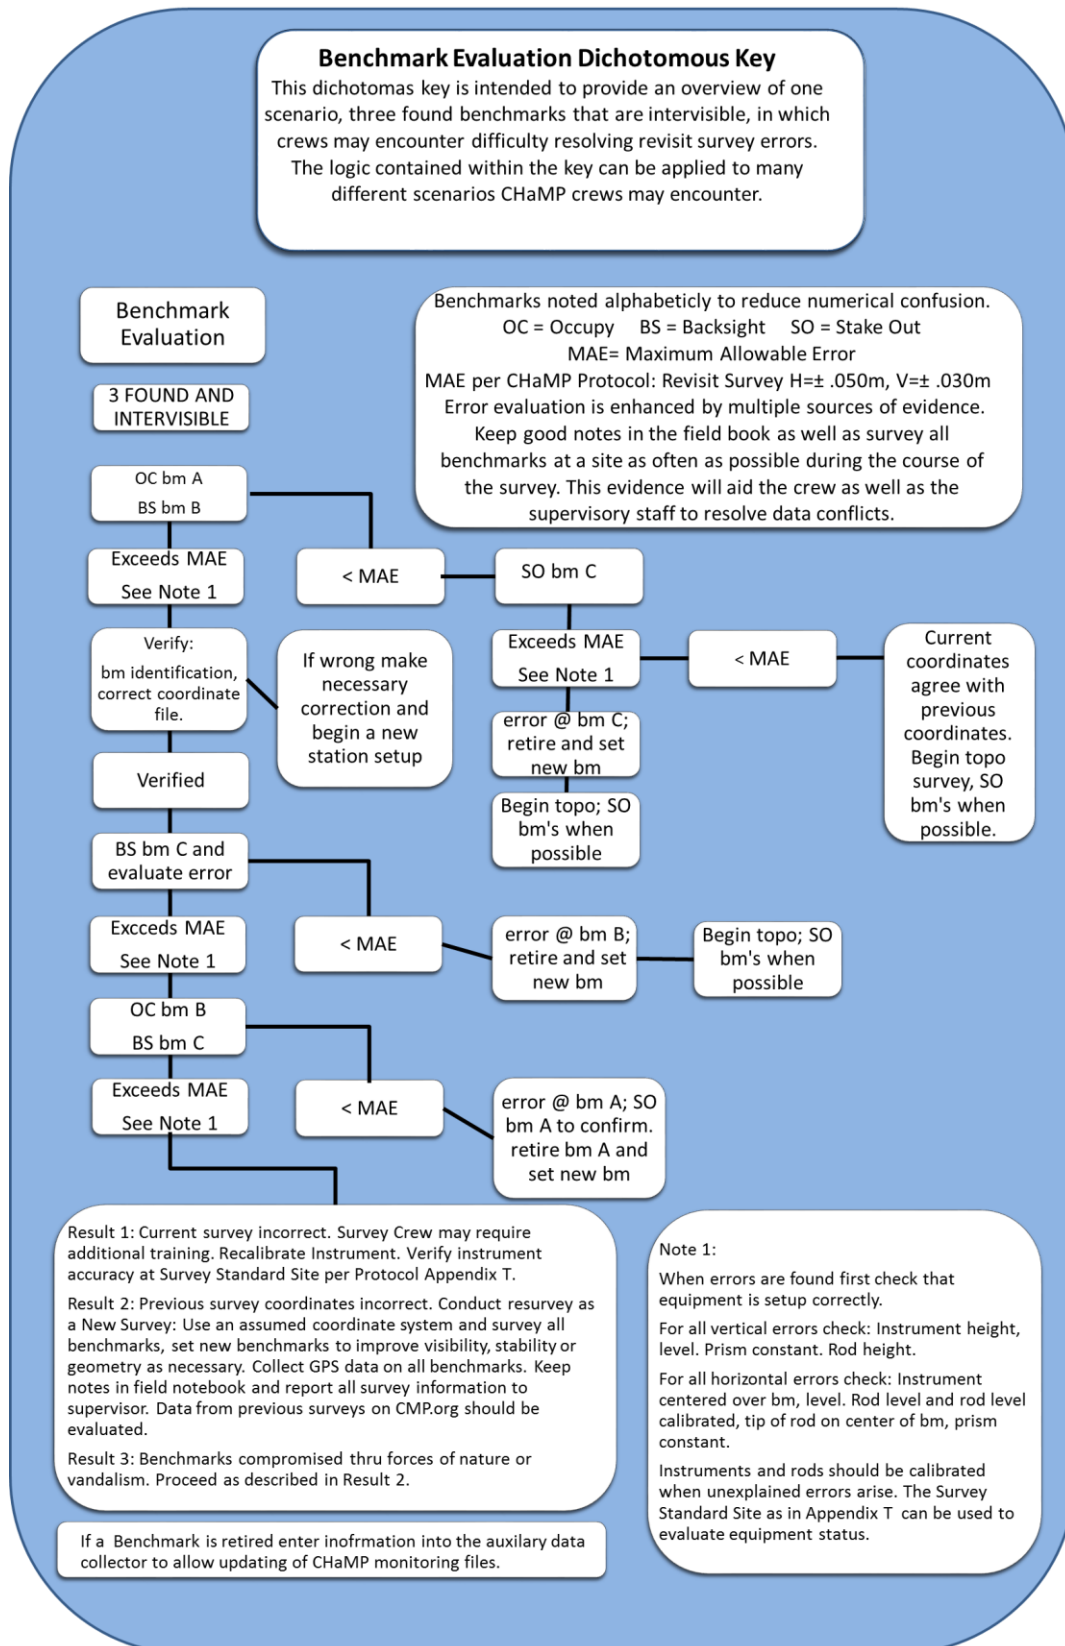 Benchmark Evaluation Dichotomous Key
This dichotomas key is intended to provide an overview of one
scenario, three found benchmarks that are intervisible, in which
crews may encounter difficulty resolving revisit survey errors.
The logic contained within the key can be applied to many
different scenarios CHaMP crews may encounter.
Benchmark
Evaluation
3 FOUND AND
INTERVISIBLE
Benchmarks noted alphabeticly to reduce numerical confusion.
OC = Occupy BS = Backsight SO = Stake Out
MAE= Maximum Allowable Error
MAE per CHaMP Protocol: Revisit Survey H=± .050m, V=± .030m
Error evaluation is enhanced by multiple sources of evidence.
Keep good notes in the field book as well as survey all
benchmarks at a site as often as possible during the course of
the survey. This evidence will aid the crew as well as the
supervisory staff to resolve data conflicts.
OC bm A
BS bm B
Exceeds MAE
See Note 1
< MAE
SO bm C
Verify:
bm identification,
correct coordinate
file.
If wrong make
necessary
correction and
begin a new
station setup
Exceeds MAE
See Note 1
< MAE
Current
coordinates
agree with
previous
coordinates.
Begin topo
survey, SO
bm's when
possible.
error @ bm C;
retire and set
new bm
Begin topo; SO
bm's when
possible
Verified
BS bm C and
evaluate error
Excceds MAE
See Note 1
< MAE
error @ bm B;
retire and set
new bm
Begin topo; SO
bm's when
possible
OC bm B
BS bm C
Exceeds MAE
See Note 1
< MAE
error @ bm A; SO
bm A to confirm.
retire bm A and
set new bm
Result 1: Current survey incorrect. Survey Crew may require
additional training. Recalibrate Instrument. Verify instrument
accuracy at Survey Standard Site per Protocol Appendix T.
Result 2: Previous survey coordinates incorrect. Conduct resurvey as
a New Survey: Use an assumed coordinate system and survey all
benchmarks, set new benchmarks to improve visibility, stability or
geometry as necessary. Collect GPS data on all benchmarks. Keep
notes in field notebook and report all survey information to
supervisor. Data from previous surveys on CMP.org should be
evaluated.
Result 3: Benchmarks compromised thru forces of nature or
vandalism. Proceed as described in Result 2.
If a Benchmark is retired enter inofrmation into the auxilary data
collector to allow updating of CHaMP monitoring files.
Note 1:
When errors are found first check that
equipment is setup correctly.
For all vertical errors check: Instrument height,
level. Prism constant. Rod height.
For all horizontal errors check: Instrument
centered over bm, level. Rod level and rod level
calibrated, tip of rod on center of bm, prism
constant.
Instruments and rods should be calibrated
when unexplained errors arise. The Survey
Standard Site as in Appendix T can be used to
evaluate equipment status.